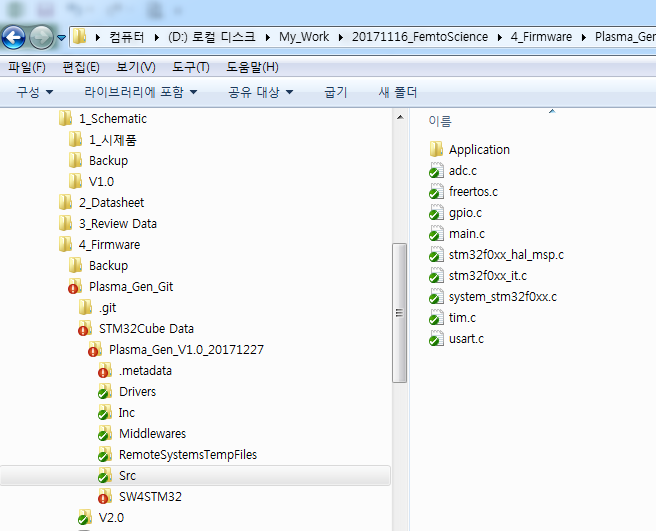 컴퓨터 (D:) 로컬 디스크 My_Work 20171116_FemtoScience 4_Firmware Plasma_Gen
파일(F) 편집(E) 보기(V) 도구(T) 도움말(H)
구성 라이브러리에 포함 공유 대상 굽기 새 폴더
1_Schematic
1_시제품
Backup
V1.0
2_Datasheet
3_Review Data
4_Firmware
Backup
Plasma_Gen_Git
.git
STM32Cube Data
Plasma_Gen_V1.0_20171227
.metadata
Drivers
Inc
Middlewares
RemoteSystemsTempFiles
Src
SW4STM32
V2.0
이름
Application
adc.c
freertos.c
gpio.c
main.c
stm32f0xx_hal_msp.c
stm32f0xx_it.c
system_stm32f0xx.c
tim.c
usart.c